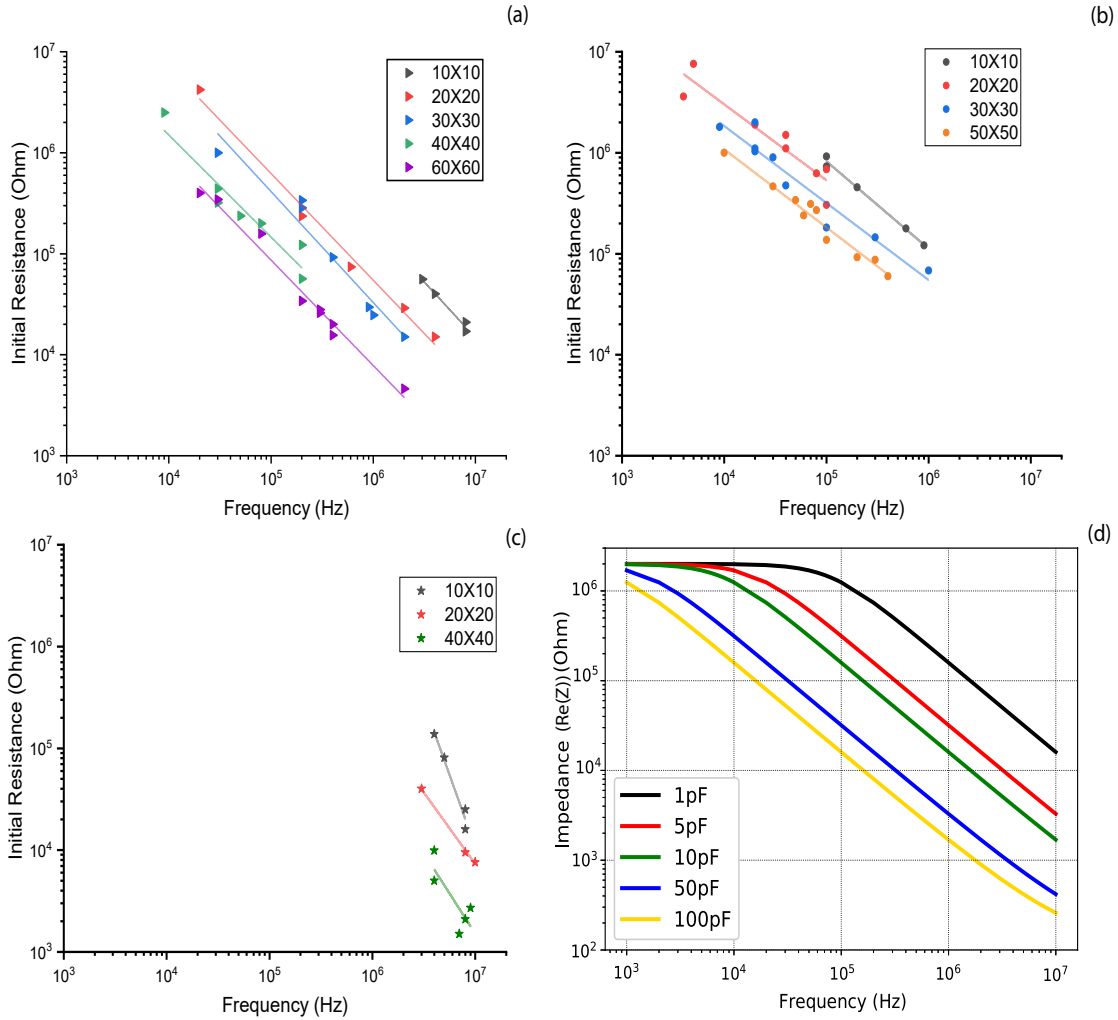 (a)
Initial Resistance (Ohm)
10⁷
10⁶
10⁵
10⁴
10³
10X10
20X20
30X30
40X40
60X60
10³ 10⁴ 10⁵ 10⁶ 10⁷
Frequency (Hz)
(b)
Initial Resistance (Ohm)
10⁷
10⁶
10⁵
10⁴
10³
10X10
20X20
30X30
50X50
10³ 10⁴ 10⁵ 10⁶ 10⁷
Frequency (Hz)
(c)
Initial Resistance (Ohm)
10⁷
10⁶
10⁵
10⁴
10³
10X10
20X20
40X40
10³ 10⁴ 10⁵ 10⁶ 10⁷
Frequency (Hz)
(d)
Impedance (Re(Z)) (Ohm)
10⁶
10⁵
10⁴
10³
10²
1pF
5pF
10pF
50pF
100pF
10³ 10⁴ 10⁵ 10⁶ 10⁷
Frequency (Hz)